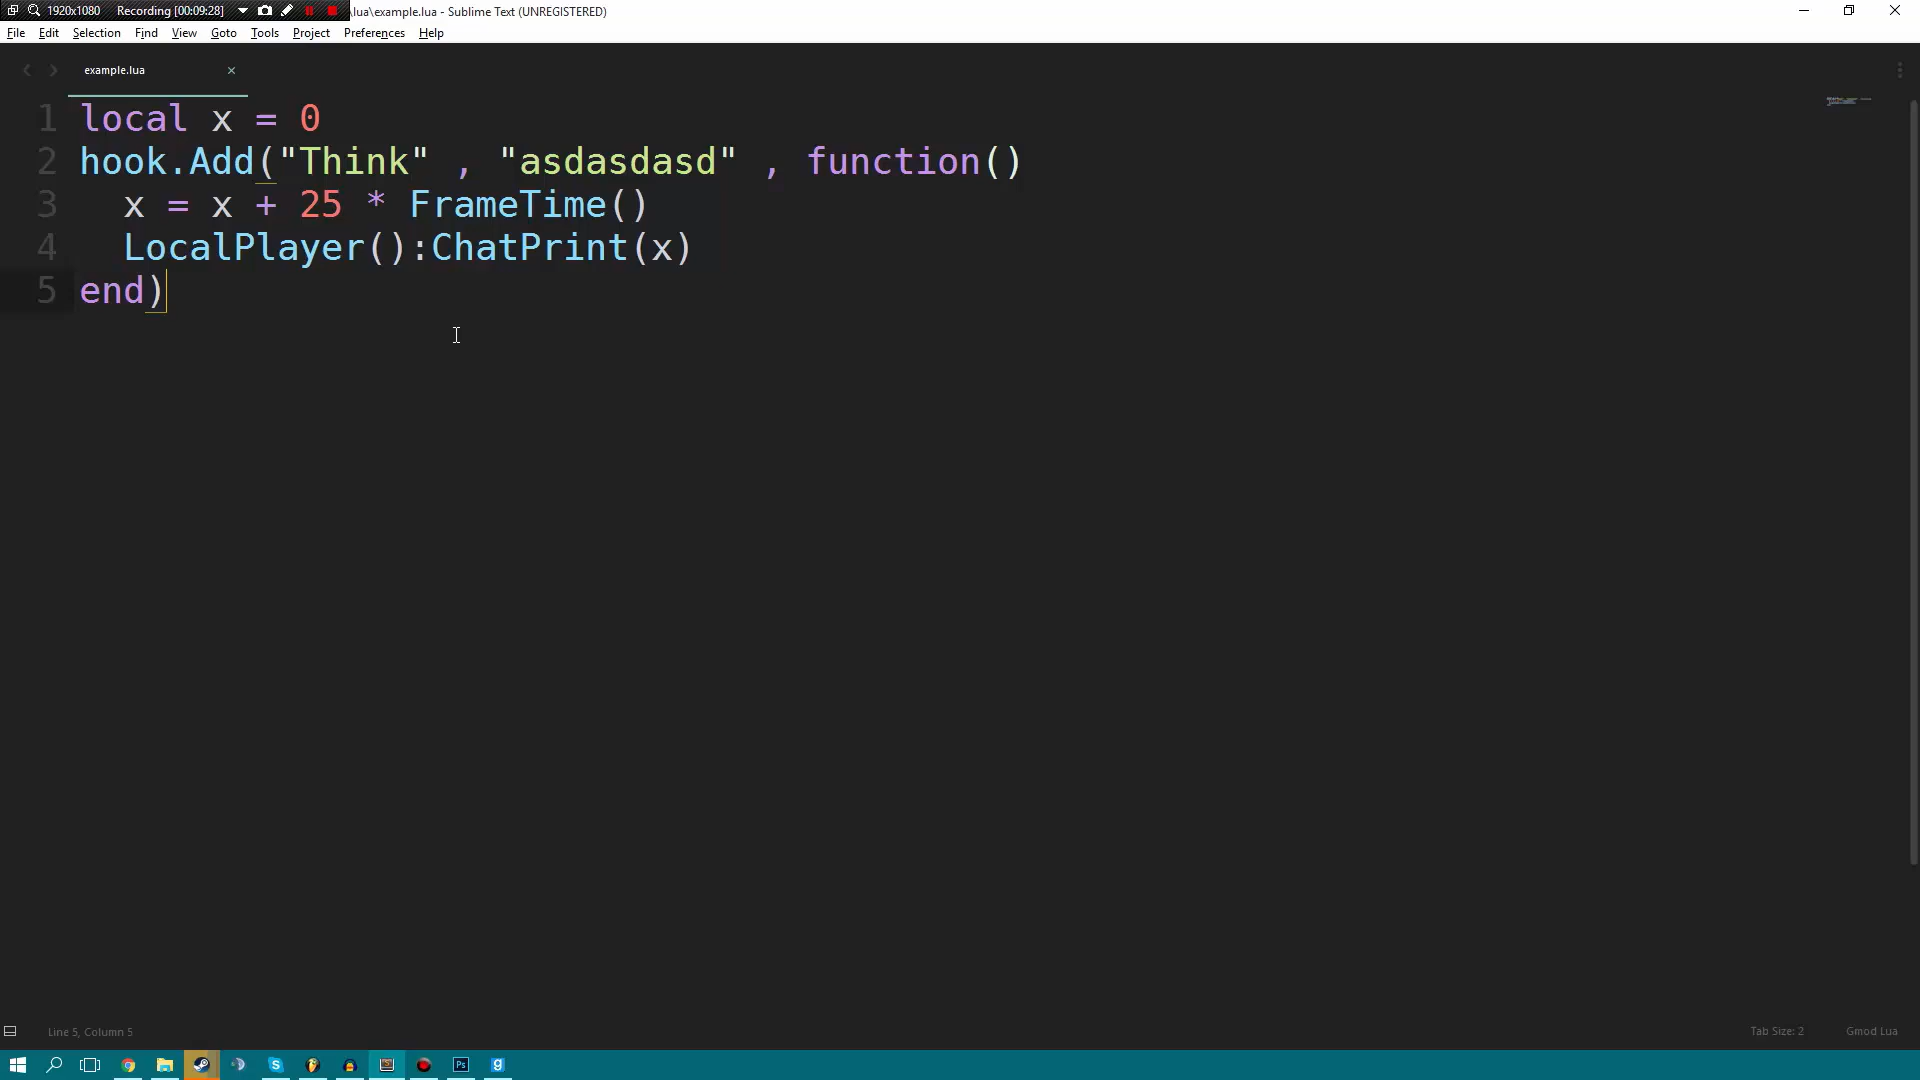 1920x1080 Recording [00:09:28] \lua\example.lua - Sublime Text (UNREGISTERED)
File Edit Selection Find View Goto Tools Project Preferences Help
example.lua
1 local x = 0
2 hook.Add("Think" , "asdasdasd" , function()
3 x = x + 25 * FrameTime()
4 LocalPlayer():ChatPrint(x)
5 end)
Line 5, Column 5 Tab Size: 2 Gmod Lua
S Ps g